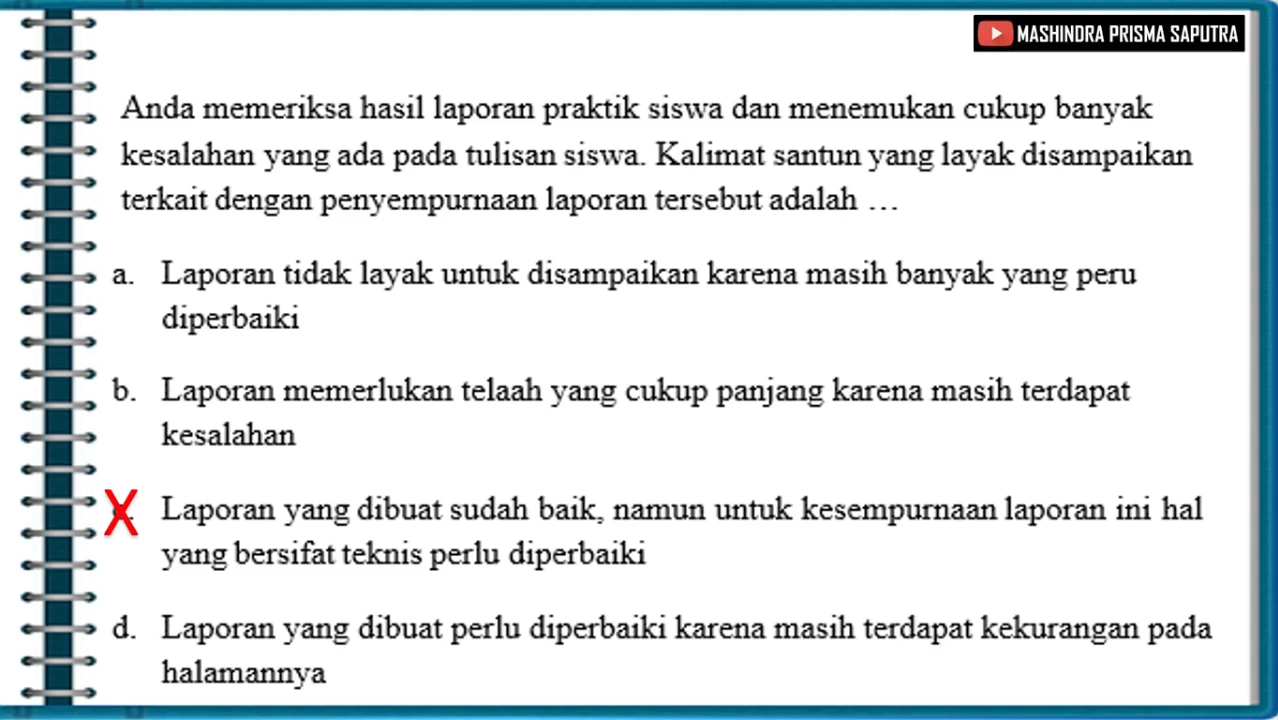 MASHINDRA PRISMA SAPUTRA
Anda memeriksa hasil laporan praktik siswa dan menemukan cukup banyak
kesalahan yang ada pada tulisan siswa. Kalimat santun yang layak disampaikan
terkait dengan penyempurnaan laporan tersebut adalah …
a. Laporan tidak layak untuk disampaikan karena masih banyak yang peru
diperbaiki
b. Laporan memerlukan telaah yang cukup panjang karena masih terdapat
kesalahan
X Laporan yang dibuat sudah baik, namun untuk kesempurnaan laporan ini hal
yang bersifat teknis perlu diperbaiki
d. Laporan yang dibuat perlu diperbaiki karena masih terdapat kekurangan pada
halamannya